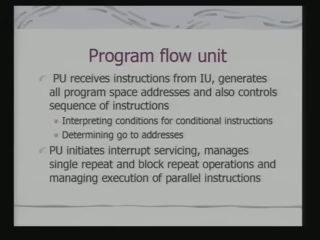 Program flow unit
PU receives instructions from IU, generates
all program space addresses and also controls
sequence of instructions
Interpreting conditions for conditional instructions
Determining go to addresses
PU initiates interrupt servicing, manages
single repeat and block repeat operations and
managing execution of parallel instructions